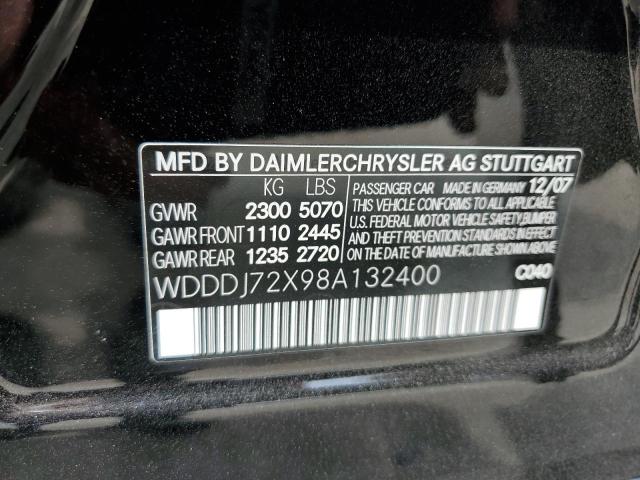 MFD BY DAIMLERCHRYSLER AG STUTTGART
KG LBS
GVWR 2300 5070
GAWR FRONT 1110 2445
GAWR REAR 1235 2720
PASSENGER CAR MADE IN GERMANY 12/07
THIS VEHICLE CONFORMS TO ALL APPLICABLE
U.S. FEDERAL MOTOR VEHICLE SAFETY, BUMPER
AND THEFT PREVENTION STANDARDS IN EFFECT
ON THE DATE OF MANUFACTURE SHOWN ABOVE.
WDDDJ72X98A132400 C040